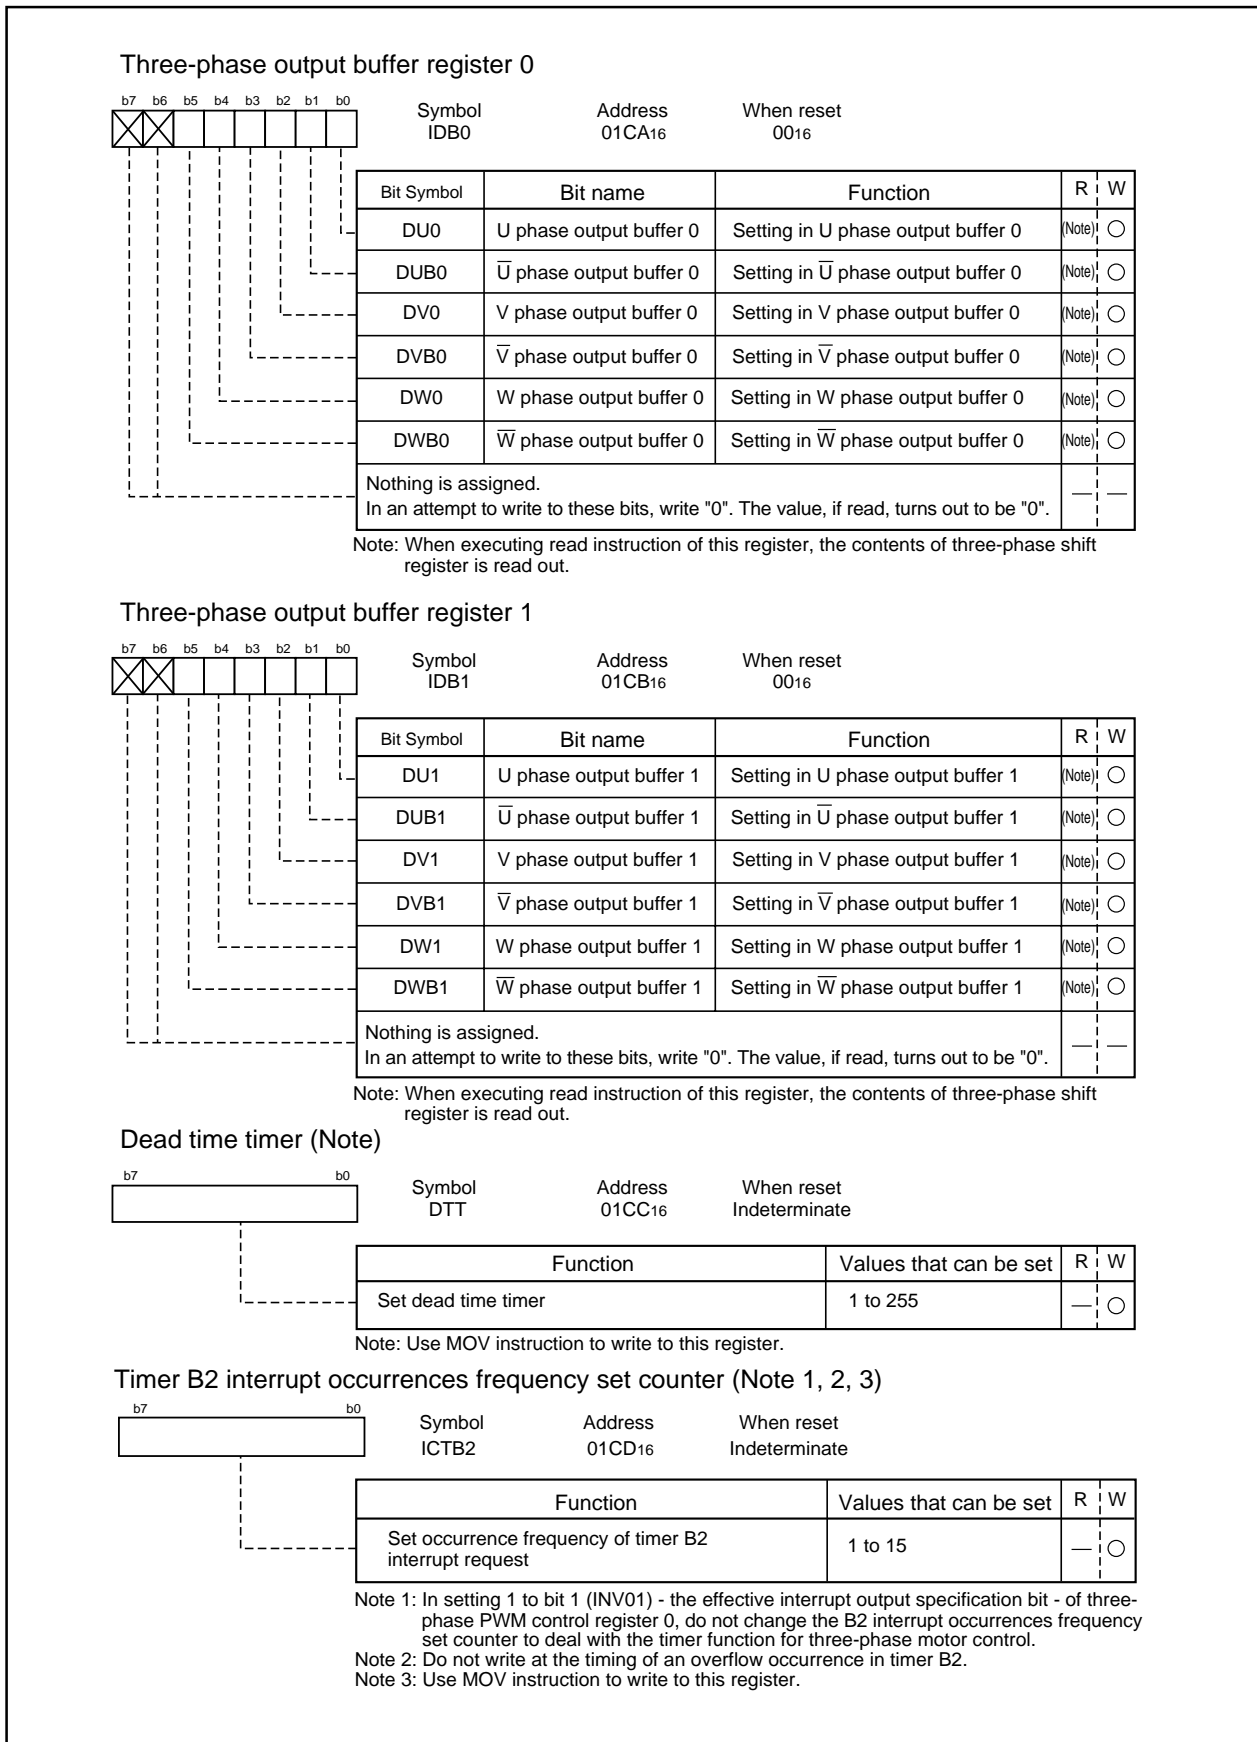 Three-phase output buffer register 0
b7 b6 b5 b4 b3 b2 b1 b0
Symbol Address When reset
IDB0 01CA16 0016
Bit Symbol Bit name Function R W
DU0 U phase output buffer 0 Setting in U phase output buffer 0 (Note) ○
DUB0 U̅ phase output buffer 0 Setting in U̅ phase output buffer 0 (Note) ○
DV0 V phase output buffer 0 Setting in V phase output buffer 0 (Note) ○
DVB0 V̅ phase output buffer 0 Setting in V̅ phase output buffer 0 (Note) ○
DW0 W phase output buffer 0 Setting in W phase output buffer 0 (Note) ○
DWB0 W̅ phase output buffer 0 Setting in W̅ phase output buffer 0 (Note) ○
Nothing is assigned.
In an attempt to write to these bits, write "0". The value, if read, turns out to be "0". — —
Note: When executing read instruction of this register, the contents of three-phase shift
register is read out.
Three-phase output buffer register 1
b7 b6 b5 b4 b3 b2 b1 b0
Symbol Address When reset
IDB1 01CB16 0016
Bit Symbol Bit name Function R W
DU1 U phase output buffer 1 Setting in U phase output buffer 1 (Note) ○
DUB1 U̅ phase output buffer 1 Setting in U̅ phase output buffer 1 (Note) ○
DV1 V phase output buffer 1 Setting in V phase output buffer 1 (Note) ○
DVB1 V̅ phase output buffer 1 Setting in V̅ phase output buffer 1 (Note) ○
DW1 W phase output buffer 1 Setting in W phase output buffer 1 (Note) ○
DWB1 W̅ phase output buffer 1 Setting in W̅ phase output buffer 1 (Note) ○
Nothing is assigned.
In an attempt to write to these bits, write "0". The value, if read, turns out to be "0". — —
Note: When executing read instruction of this register, the contents of three-phase shift
register is read out.
Dead time timer (Note)
b7 b0
Symbol Address When reset
DTT 01CC16 Indeterminate
Function Values that can be set R W
Set dead time timer 1 to 255 — ○
Note: Use MOV instruction to write to this register.
Timer B2 interrupt occurrences frequency set counter (Note 1, 2, 3)
b7 b0
Symbol Address When reset
ICTB2 01CD16 Indeterminate
Function Values that can be set R W
Set occurrence frequency of timer B2
interrupt request 1 to 15 — ○
Note 1: In setting 1 to bit 1 (INV01) - the effective interrupt output specification bit - of three-
phase PWM control register 0, do not change the B2 interrupt occurrences frequency
set counter to deal with the timer function for three-phase motor control.
Note 2: Do not write at the timing of an overflow occurrence in timer B2.
Note 3: Use MOV instruction to write to this register.